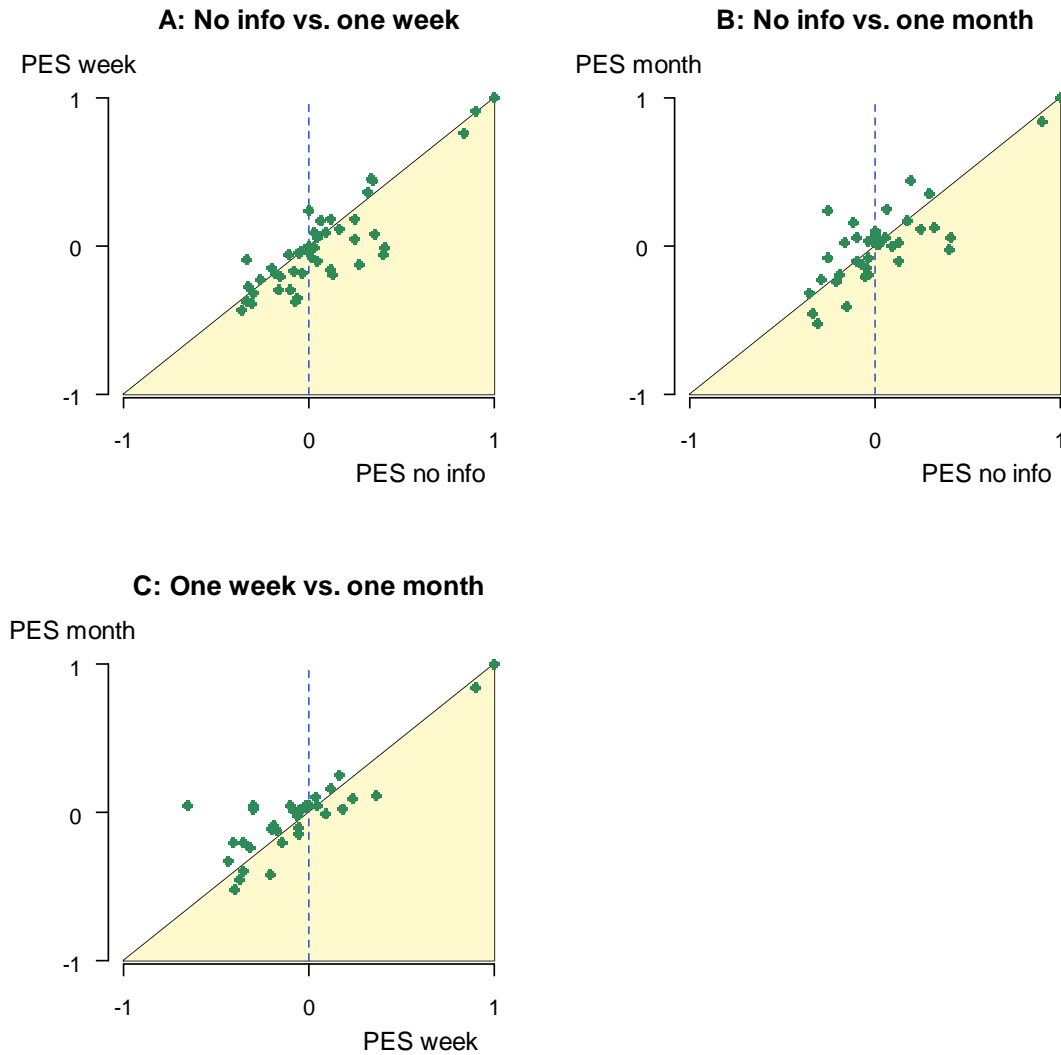 A: No info vs. one week
PES week
1
0
-1
-1 0 1
PES no info
B: No info vs. one month
PES month
1
0
-1
-1 0 1
PES no info
C: One week vs. one month
PES month
1
0
-1
-1 0 1
PES week